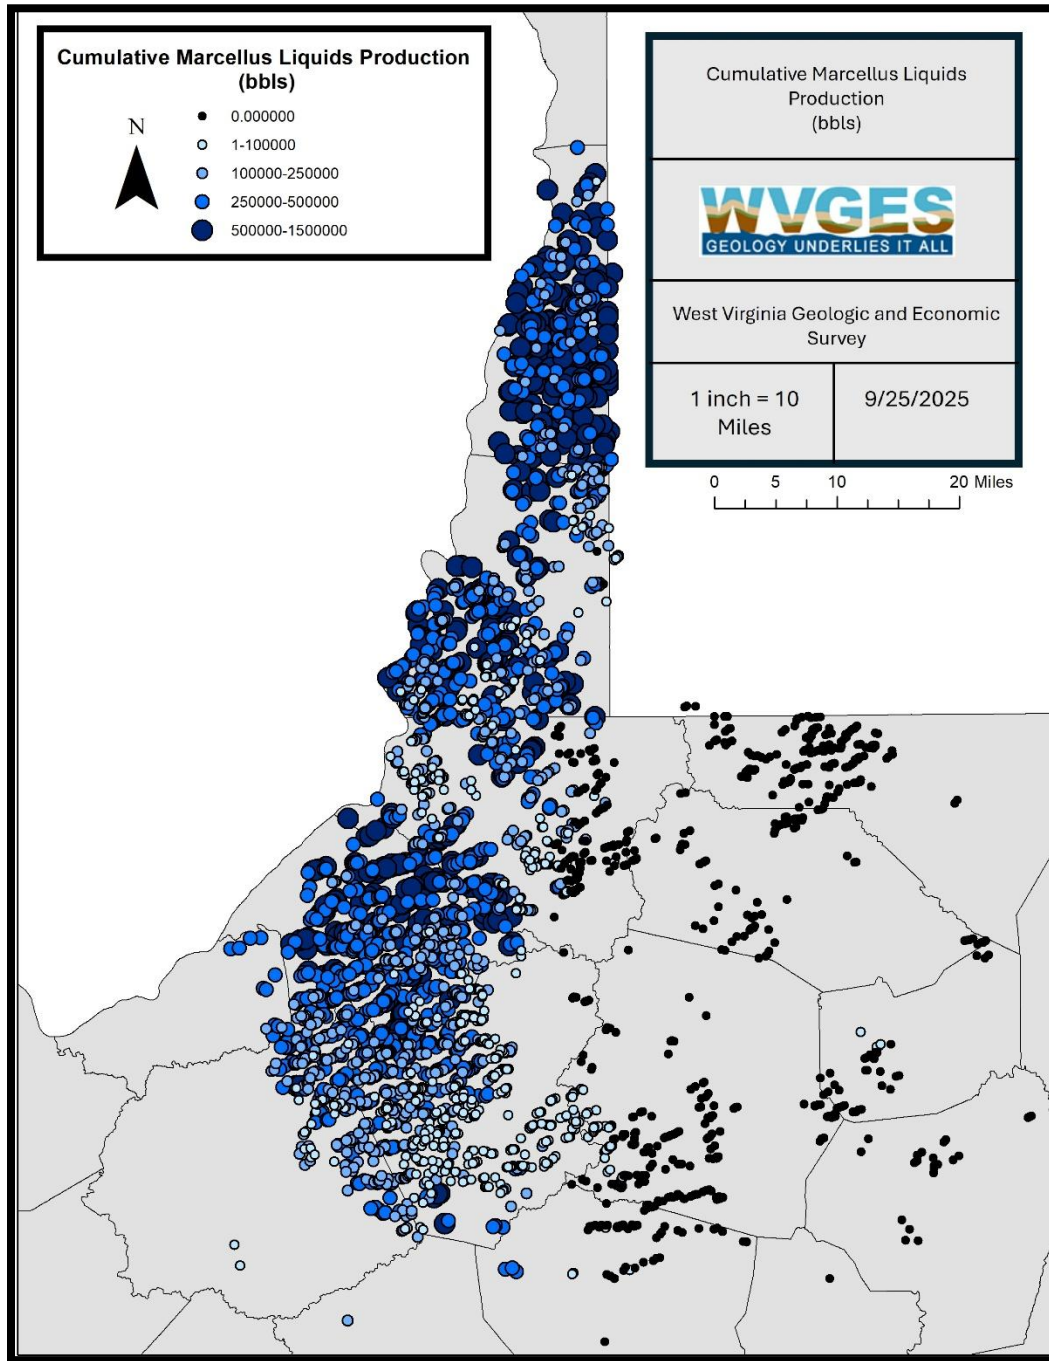 Cumulative Marcellus Liquids Production
(bbls)
N
0.000000
1-100000
100000-250000
250000-500000
500000-1500000
Cumulative Marcellus Liquids
Production
(bbls)
WVGES
GEOLOGY UNDERLIES IT ALL
West Virginia Geologic and Economic
Survey
1 inch = 10
Miles
9/25/2025
0 5 10 20 Miles